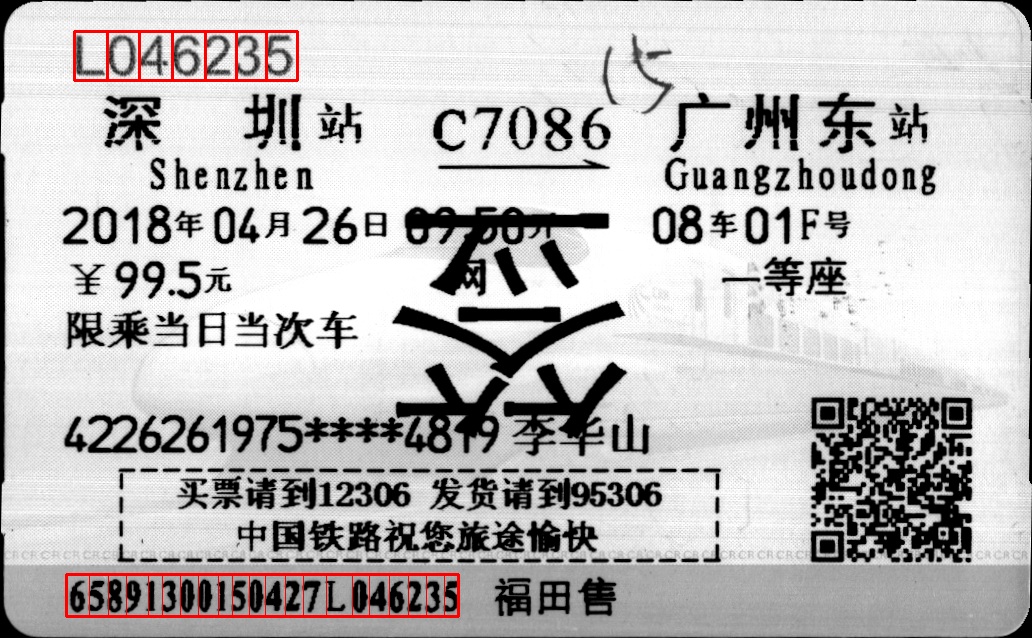 L046235
15
深圳站 C7086 广州东站
Shenzhen Guangzhoudong
2018年04月26日 09:50开 08车01F号
¥99.5元 网 一等座
限乘当日当次车
4226261975****4819 李华山
买票请到12306 发货请到95306
中国铁路祝您旅途愉快
65891300150427L046235 福田售